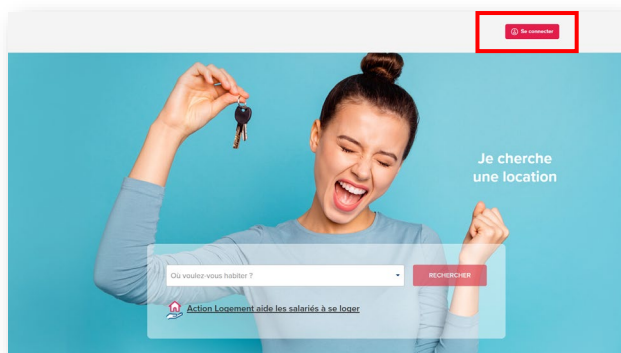 Se connecter
Je cherche
une location
Où voulez-vous habiter ?
RECHERCHER
Action Logement aide les salariés à se loger